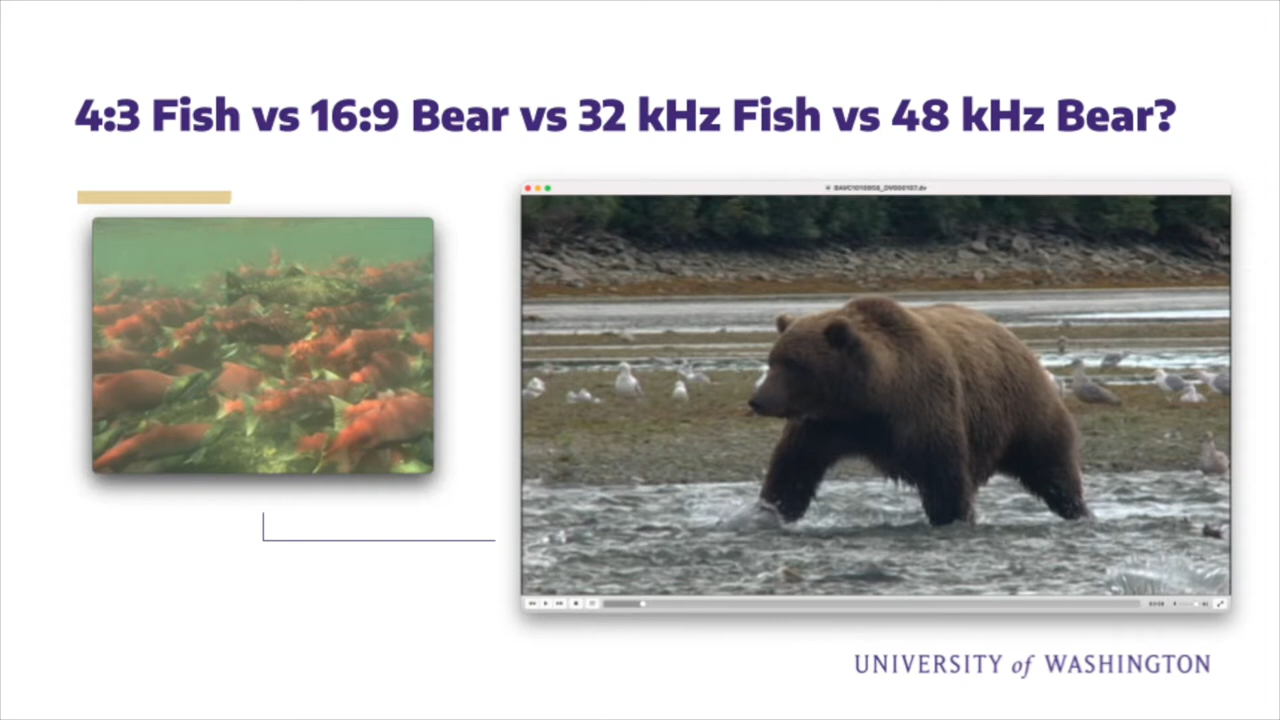 4:3 Fish vs 16:9 Bear vs 32 kHz Fish vs 48 kHz Bear?
UNIVERSITY of WASHINGTON